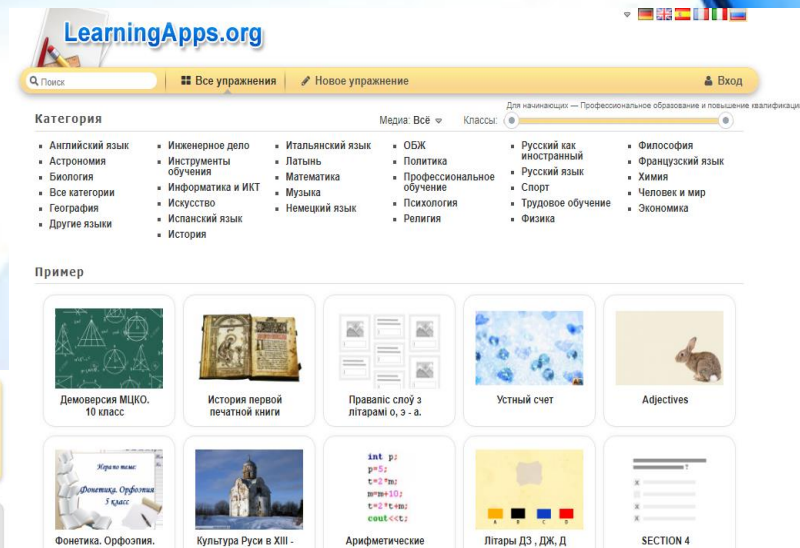 LearningApps.org
Поиск
Все упражнения
Новое упражнение
Вход
Для начинающих — Профессиональное образование и повышение квалификаци
Категория
Медиа: Всё
Классы:
Английский язык
Астрономия
Биология
Все категории
География
Другие языки
Инженерное дело
Инструменты
обучения
Информатика и ИКТ
Искусство
Испанский язык
История
Итальянский язык
Латынь
Математика
Музыка
Немецкий язык
ОБЖ
Политика
Профессиональное
обучение
Психология
Религия
Русский как
иностранный
Русский язык
Спорт
Трудовое обучение
Физика
Философия
Французский язык
Химия
Человек и мир
Экономика
Пример
Демоверсия МЦКО.
10 класс
История первой
печатной книги
Правапіс слоў з
літарамі о, э - а.
Устный счет
Adjectives
Игра по теме:
Фонетика. Орфоэпия
5 класс
Фонетика. Орфоэпия.
Культура Руси в XIII -
int p;
p=5;
t=2*m;
m=m+10;
t=2*t+m;
cout<<t;
Арифметические
A B C D
Літары ДЗ , ДЖ, Д
SECTION 4